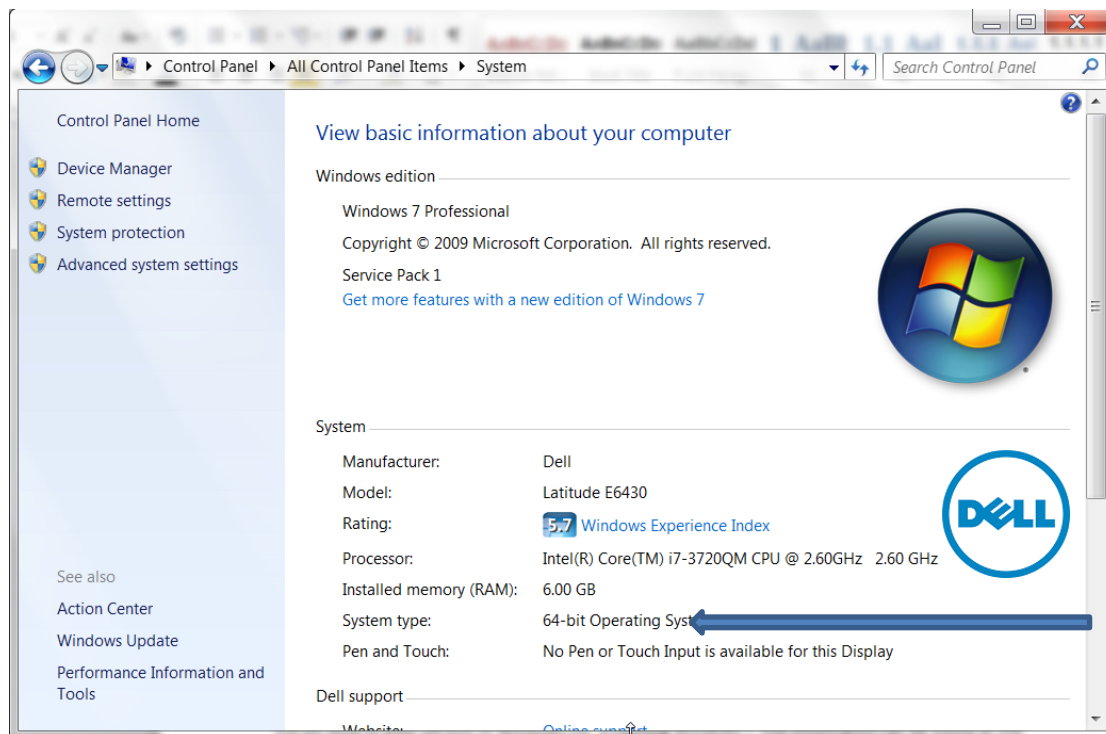 Control Panel ▸ All Control Panel Items ▸ System
Search Control Panel
Control Panel Home
Device Manager
Remote settings
System protection
Advanced system settings
See also
Action Center
Windows Update
Performance Information and
Tools
View basic information about your computer
Windows edition
Windows 7 Professional
Copyright © 2009 Microsoft Corporation. All rights reserved.
Service Pack 1
Get more features with a new edition of Windows 7
System
Manufacturer: Dell
Model: Latitude E6430
Rating: 5.7 Windows Experience Index
Processor: Intel(R) Core(TM) i7-3720QM CPU @ 2.60GHz 2.60 GHz
Installed memory (RAM): 6.00 GB
System type: 64-bit Operating Syst
Pen and Touch: No Pen or Touch Input is available for this Display
DELL
Dell support
Website: Online support